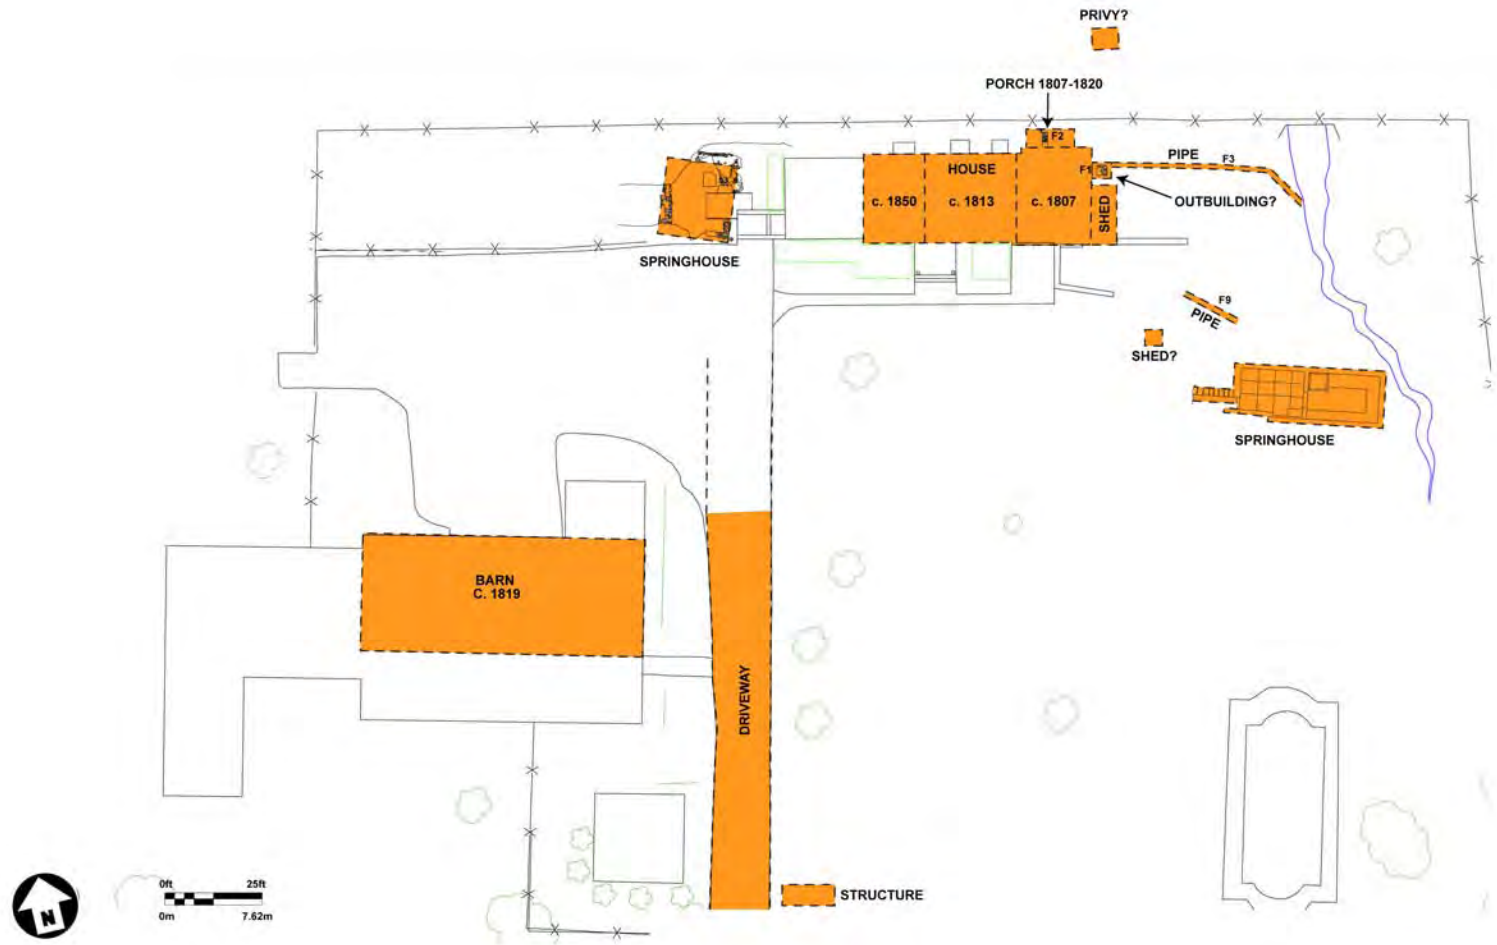 PRIVY?
PORCH 1807-1820
F2
HOUSE
F1
PIPE
F3
c. 1850
c. 1813
c. 1807
SHED
OUTBUILDING?
SPRINGHOUSE
F9
PIPE
SHED?
SPRINGHOUSE
BARN
C. 1819
DRIVEWAY
0ft 25ft
0m 7.62m
N
STRUCTURE